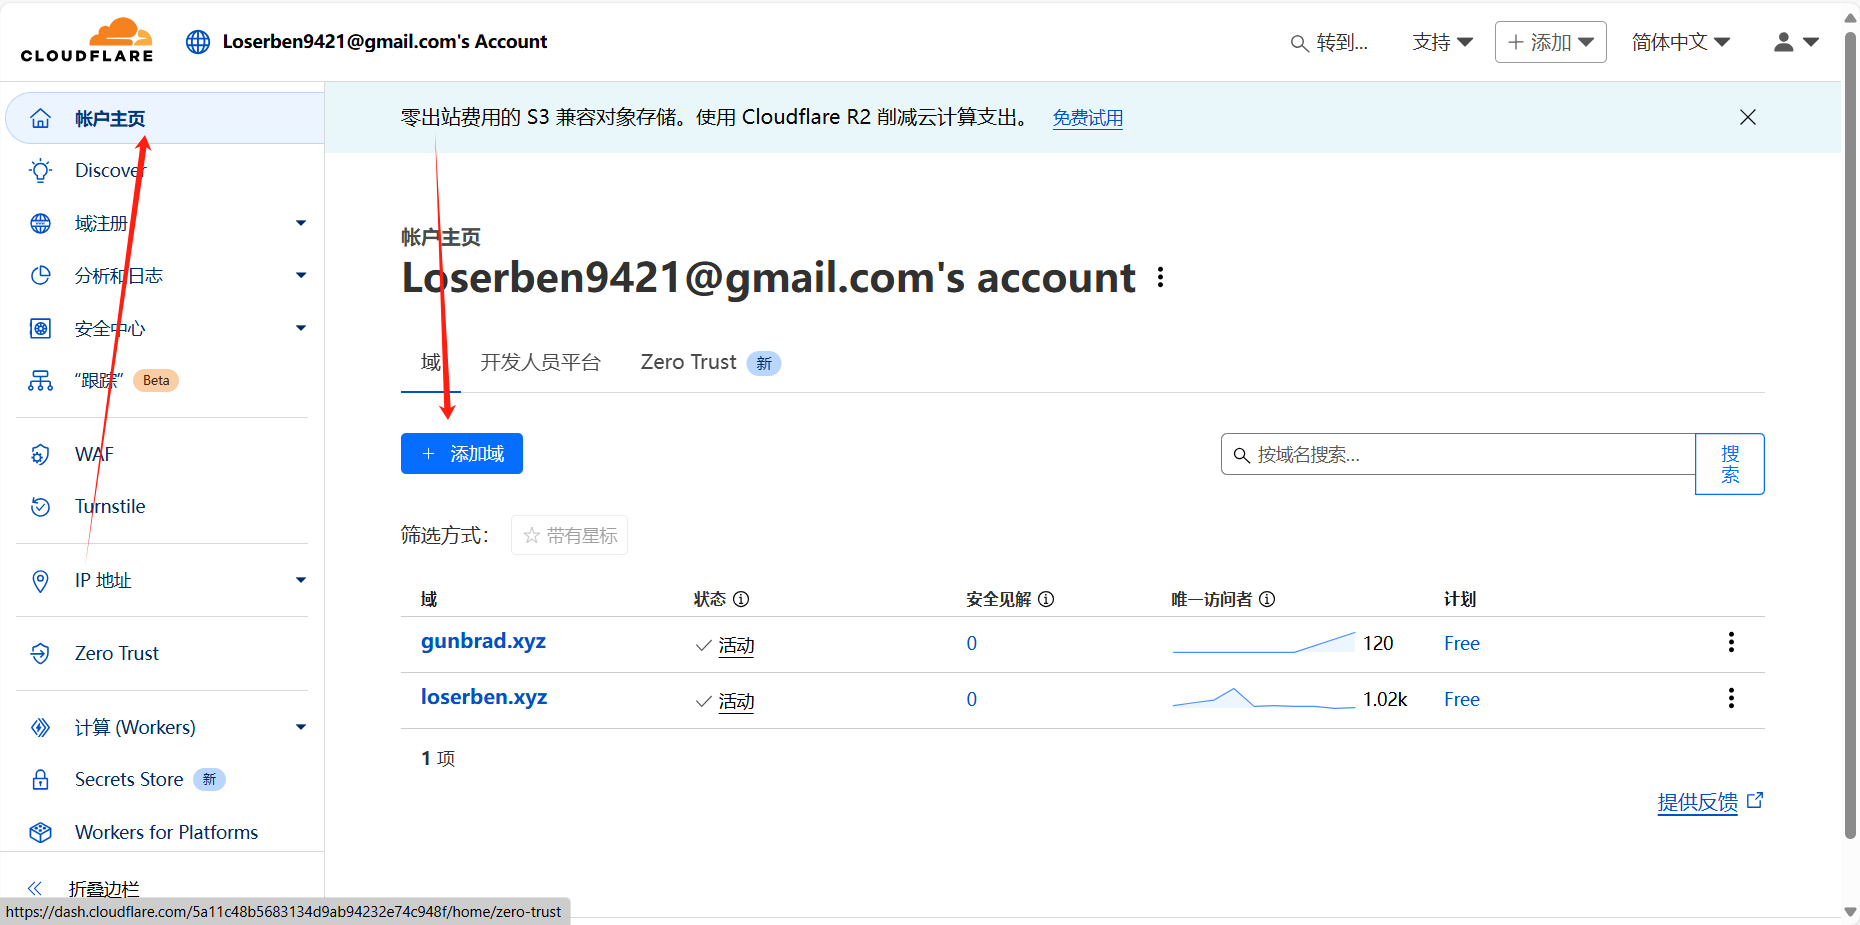 CLOUDFLARE
Loserben9421@gmail.com's Account
转到...
支持
添加
简体中文
帐户主页
Discover
域注册
分析和日志
安全中心
“跟踪” Beta
WAF
Turnstile
IP 地址
Zero Trust
计算 (Workers)
Secrets Store 新
Workers for Platforms
折叠边栏
https://dash.cloudflare.com/5a11c48b5683134d9ab94232e74c948f/home/zero-trust
零出站费用的 S3 兼容对象存储。使用 Cloudflare R2 削减云计算支出。 免费试用
帐户主页
Loserben9421@gmail.com's account
域 开发人员平台 Zero Trust 新
添加域
按域名搜索...
搜
索
筛选方式： 带有星标
域 状态 安全见解 唯一访问者 计划
gunbrad.xyz 活动 0 120 Free
loserben.xyz 活动 0 1.02k Free
1 项
提供反馈